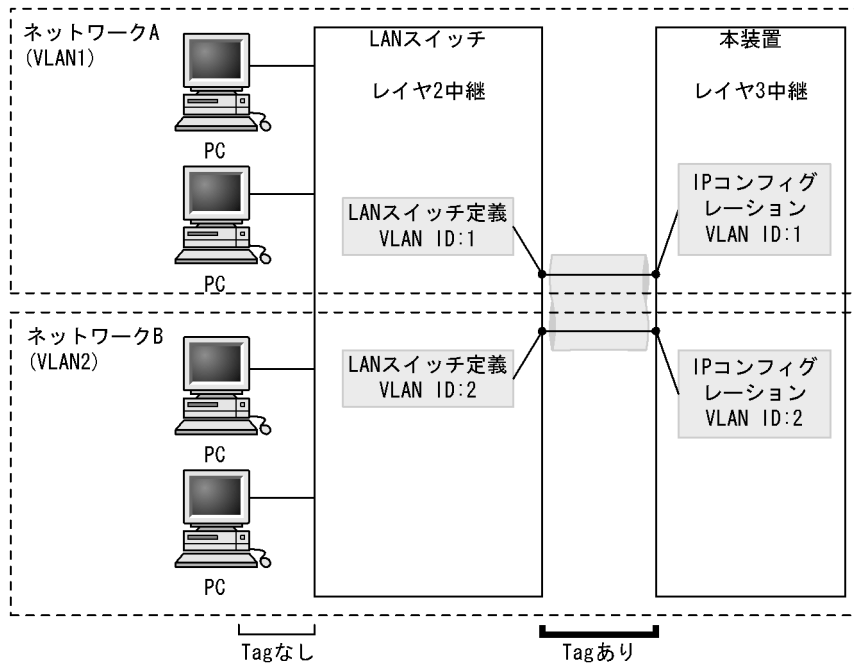 ネットワークA
(VLAN1)
LANスイッチ
本装置
レイヤ2中継
レイヤ3中継
PC
PC
LANスイッチ定義
VLAN ID:1
IPコンフィグ
レーション
VLAN ID:1
ネットワークB
(VLAN2)
LANスイッチ定義
VLAN ID:2
IPコンフィグ
レーション
VLAN ID:2
PC
PC
Tagなし
Tagあり